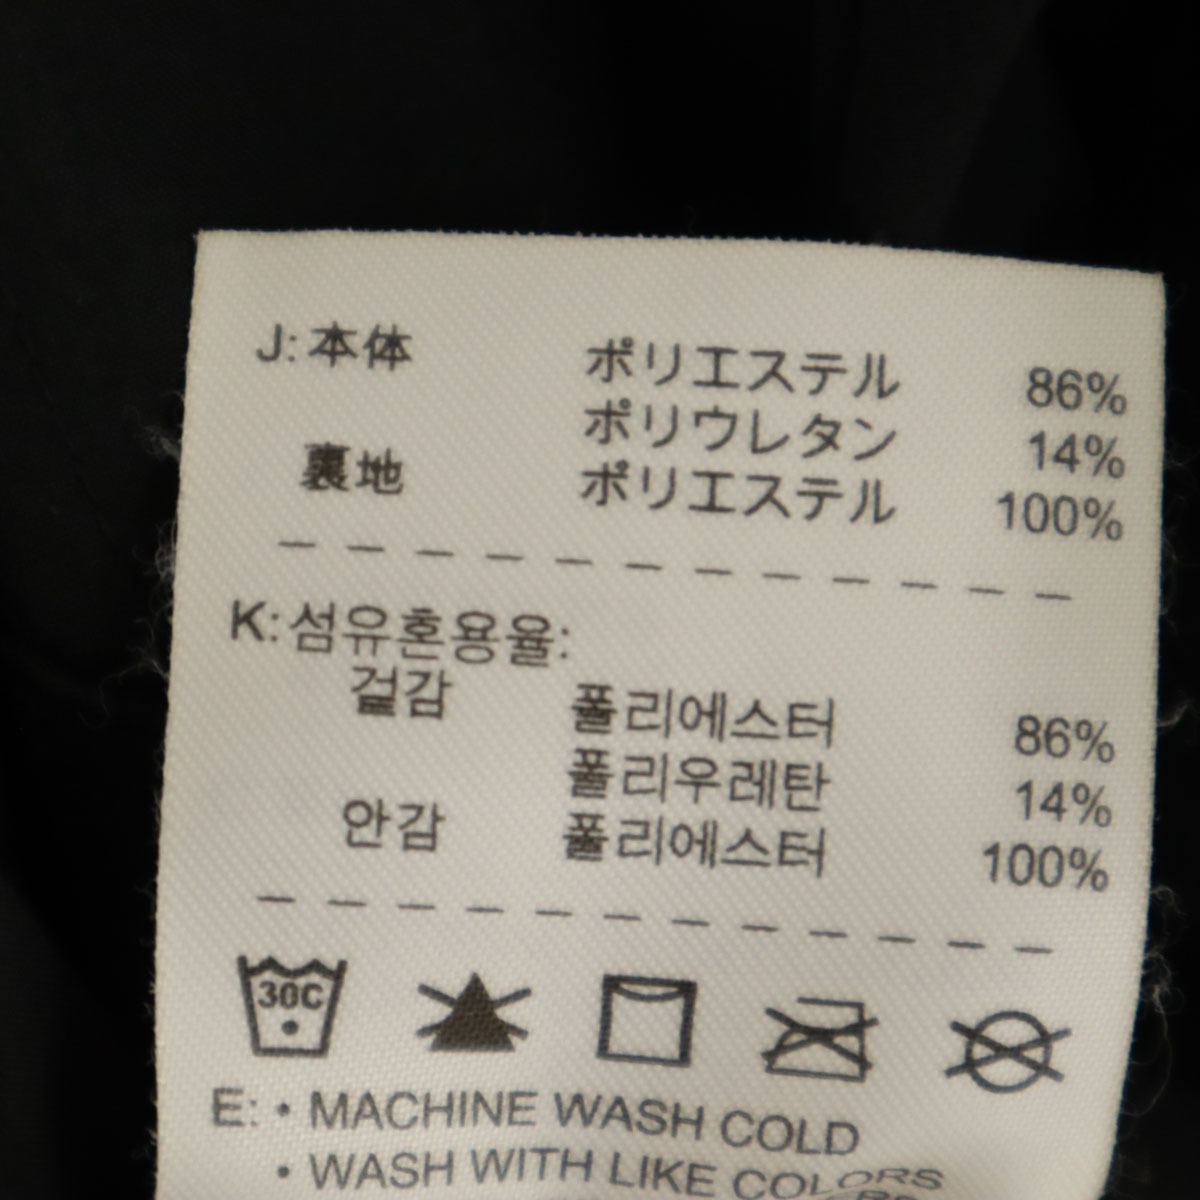 J: 本体 ポリエステル 86%
ポリウレタン 14%
裏地 ポリエステル 100%
K: 섬유혼용율:
겉감 폴리에스터 86%
폴리우레탄 14%
안감 폴리에스터 100%
30C
E: • MACHINE WASH COLD
• WASH WITH LIKE COLORS